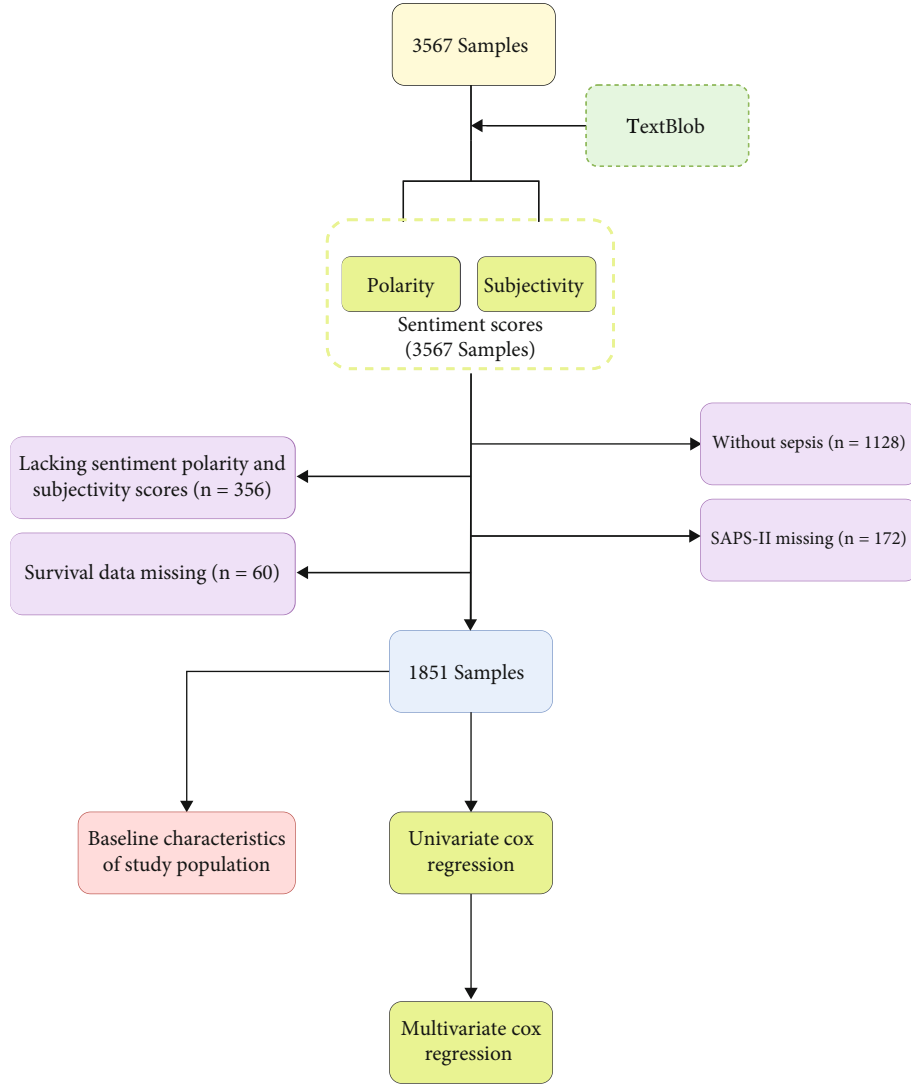 3567 Samples
TextBlob
Polarity
Subjectivity
Sentiment scores
(3567 Samples)
Without sepsis (n = 1128)
Lacking sentiment polarity and
subjectivity scores (n = 356)
SAPS-II missing (n = 172)
Survival data missing (n = 60)
1851 Samples
Baseline characteristics
of study population
Univariate cox
regression
Multivariate cox
regression